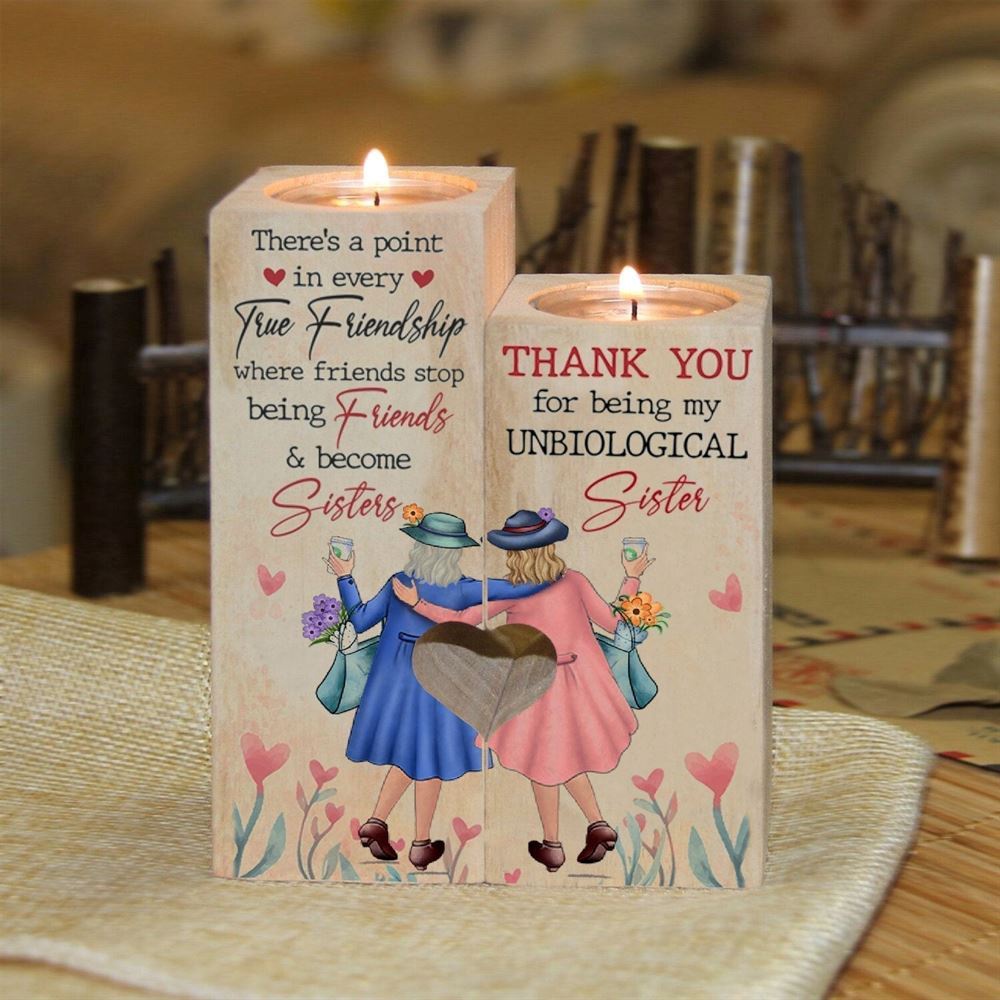 There's a point
in every
True Friendship
where friends stop
being Friends
& become
Sisters
THANK YOU
for being my
UNBIOLOGICAL
Sister